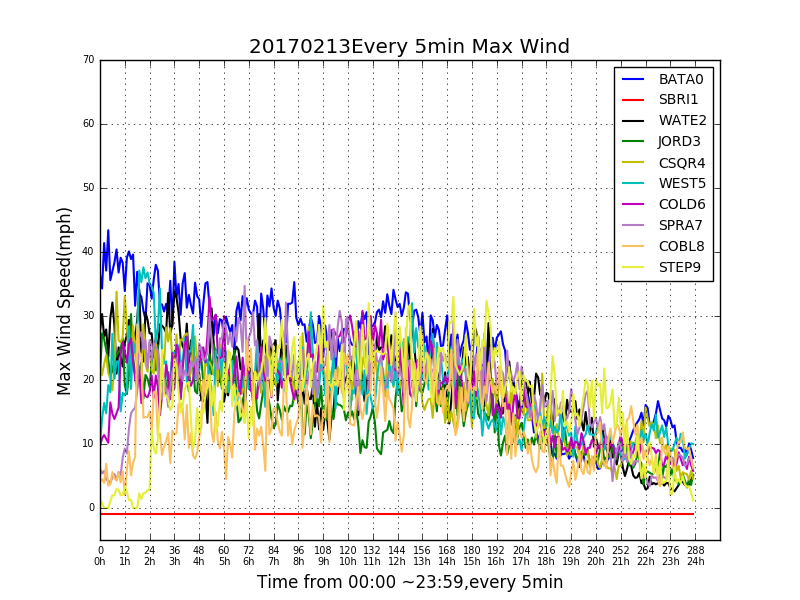 20170213Every 5min Max Wind
Max Wind Speed(mph)
70
60
50
40
30
20
10
0
BATA0
SBRI1
WATE2
JORD3
CSQR4
WEST5
COLD6
SPRA7
COBL8
STEP9
0 12 24 36 48 60 72 84 96 108 120 132 144 156 168 180 192 204 216 228 240 252 264 276 288
0h 1h 2h 3h 4h 5h 6h 7h 8h 9h 10h 11h 12h 13h 14h 15h 16h 17h 18h 19h 20h 21h 22h 23h 24h
Time from 00:00 ~23:59,every 5min